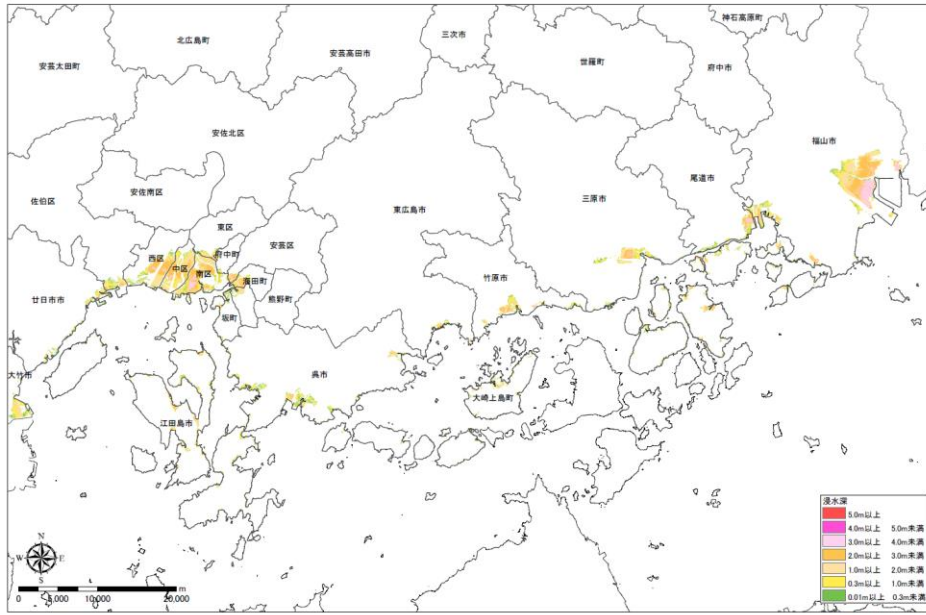 神石高原町
三次市
北広島町
安芸高田市
世羅町
府中市
安芸太田町
安佐北区
福山市
尾道市
安佐南区
佐伯区
三原市
東広島市
東区
安芸区
府中町
西区
中区
南区
海田町
竹原市
熊野町
廿日市市
坂町
呉市
大竹市
大崎上島町
江田島市
浸水深
5.0m以上
4.0m以上 5.0m未満
3.0m以上 4.0m未満
2.0m以上 3.0m未満
1.0m以上 2.0m未満
0.3m以上 1.0m未満
0.01m以上 0.3m未満
N
W E
S
m
0 5,000 10,000 20,000